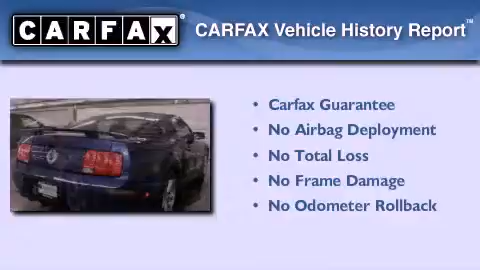 CARFAX® CARFAX Vehicle History Report™
• Carfax Guarantee
• No Airbag Deployment
• No Total Loss
• No Frame Damage
• No Odometer Rollback